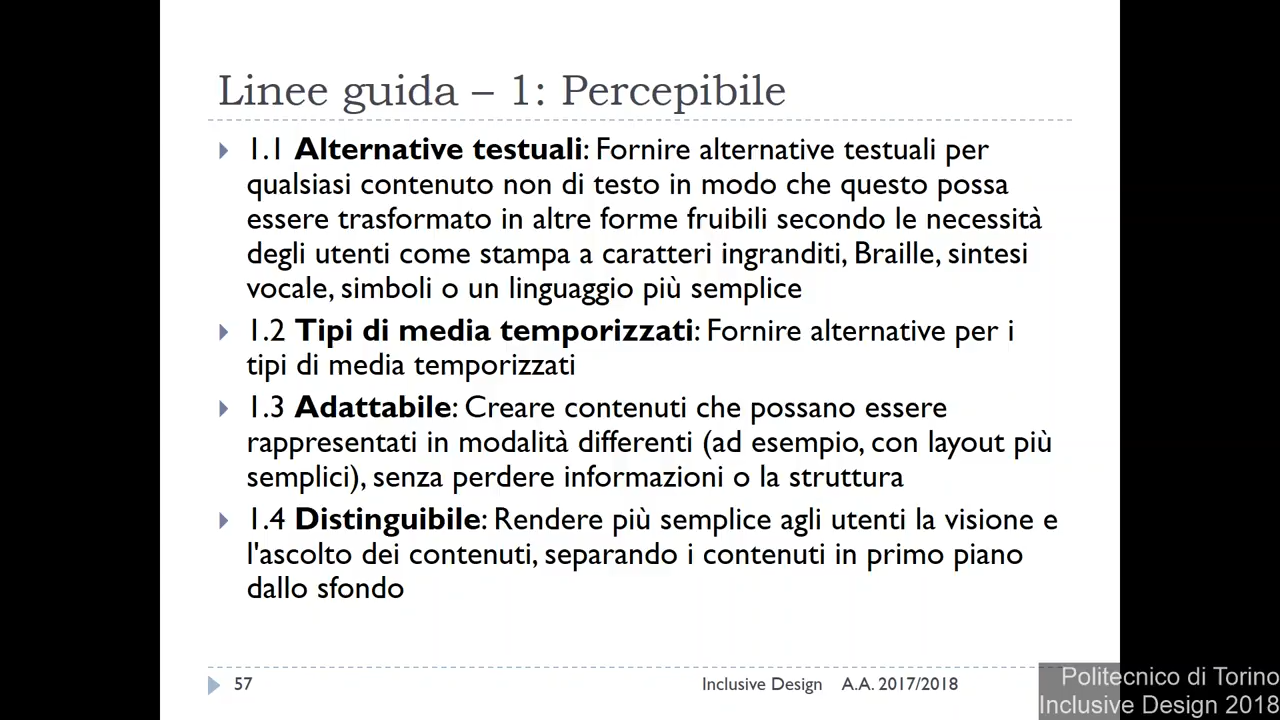 Linee guida – 1: Percepibile
1.1 Alternative testuali: Fornire alternative testuali per
qualsiasi contenuto non di testo in modo che questo possa
essere trasformato in altre forme fruibili secondo le necessità
degli utenti come stampa a caratteri ingranditi, Braille, sintesi
vocale, simboli o un linguaggio più semplice
1.2 Tipi di media temporizzati: Fornire alternative per i
tipi di media temporizzati
1.3 Adattabile: Creare contenuti che possano essere
rappresentati in modalità differenti (ad esempio, con layout più
semplici), senza perdere informazioni o la struttura
1.4 Distinguibile: Rendere più semplice agli utenti la visione e
l'ascolto dei contenuti, separando i contenuti in primo piano
dallo sfondo
57 Inclusive Design A.A. 2017/2018
Politecnico di Torino
Inclusive Design 2018